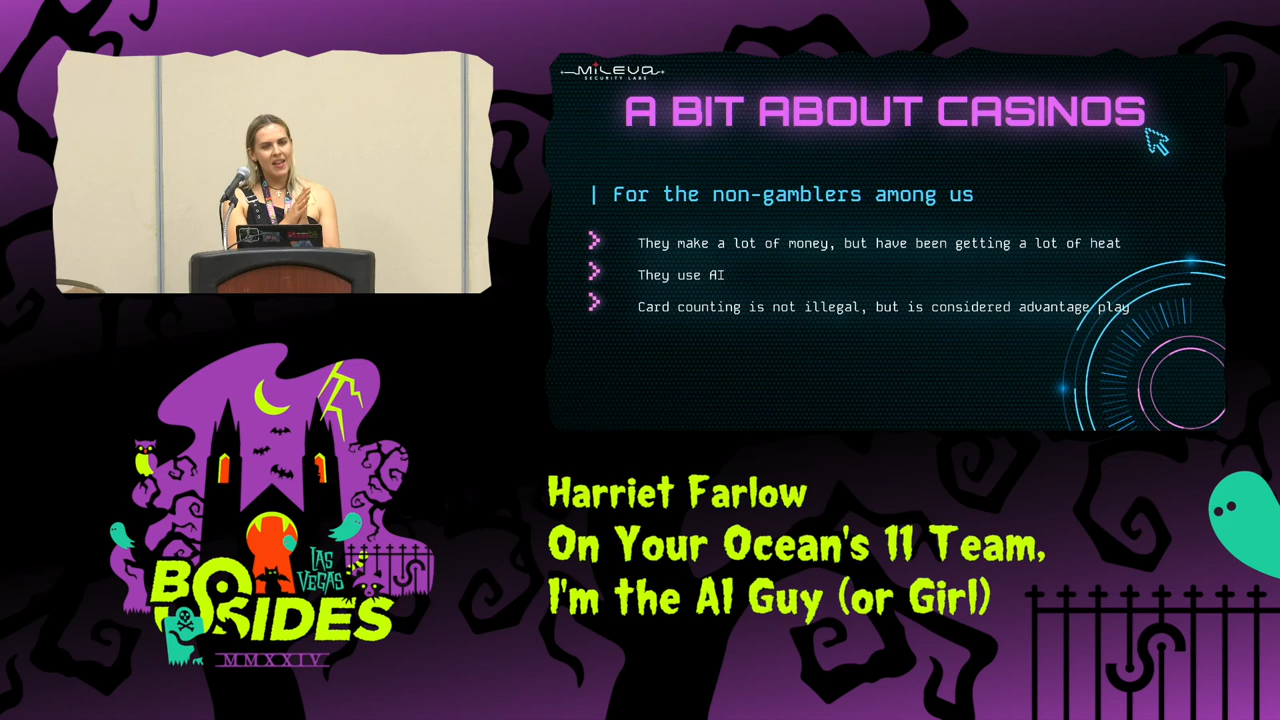 MILEVA
SECURITY LABS
A BIT ABOUT CASINOS
| For the non-gamblers among us
They make a lot of money, but have been getting a lot of heat
They use AI
Card counting is not illegal, but is considered advantage play
Harriet Farlow
On Your Ocean's 11 Team,
I'm the AI Guy (or Girl)
LAS
VEGAS
BSIDES
MMXXIV